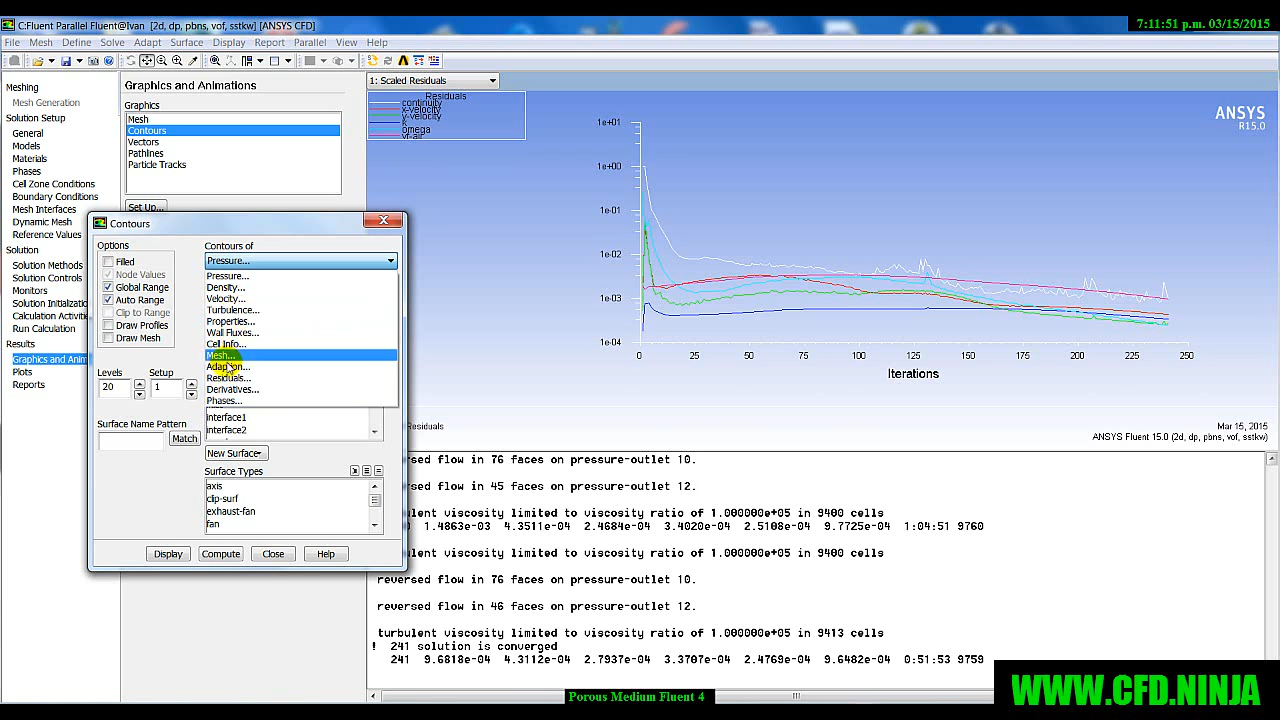 C:Fluent Parallel Fluent@Ivan [2d, dp, pbns, vof, sstkw] [ANSYS CFD]
7:11:51 p.m. 03/15/2015
File Mesh Define Solve Adapt Surface Display Report Parallel View Help
Meshing
Mesh Generation
Solution Setup
General
Models
Materials
Phases
Cell Zone Conditions
Boundary Conditions
Mesh Interfaces
Dynamic Mesh
Reference Values
Solution
Solution Methods
Solution Controls
Monitors
Solution Initializatio
Calculation Activitie
Run Calculation
Results
Graphics and Anim
Plots
Reports
Graphics and Animations
Graphics
Mesh
Contours
Vectors
Pathlines
Particle Tracks
Set Up...
Contours
Options
Filled
Node Values
Global Range
Auto Range
Clip to Range
Draw Profiles
Draw Mesh
Levels
20
Setup
1
Surface Name Pattern
Match
Contours of
Pressure...
Pressure...
Density...
Velocity...
Turbulence...
Properties...
Wall Fluxes...
Cell Info...
Mesh...
Adaption...
Residuals...
Derivatives...
Phases...
interface1
interface2
New Surface
Surface Types
axis
clip-surf
exhaust-fan
fan
Display Compute Close Help
1: Scaled Residuals
Residuals
continuity
x-velocity
y-velocity
k
omega
vf-air
ANSYS
R15.0
1e+01
1e+00
1e-01
1e-02
1e-03
1e-04
0 25 50 75 100 125 150 175 200 225 250
Iterations
Residuals
Mar 15, 2015
ANSYS Fluent 15.0 (2d, dp, pbns, vof, sstkw)
rsed flow in 76 faces on pressure-outlet 10.
rsed flow in 45 faces on pressure-outlet 12.
ulent viscosity limited to viscosity ratio of 1.000000e+05 in 9400 cells
0 1.4863e-03 4.3511e-04 2.4684e-04 3.4020e-04 2.5108e-04 9.7725e-04 1:04:51 9760
ulent viscosity limited to viscosity ratio of 1.000000e+05 in 9400 cells
reversed flow in 76 faces on pressure-outlet 10.
reversed flow in 46 faces on pressure-outlet 12.
turbulent viscosity limited to viscosity ratio of 1.000000e+05 in 9413 cells
! 241 solution is converged
241 9.6818e-04 4.3112e-04 2.7937e-04 3.3707e-04 2.4769e-04 9.6482e-04 0:51:53 9759
Porous Medium Fluent 4
WWW.CFD.NINJA